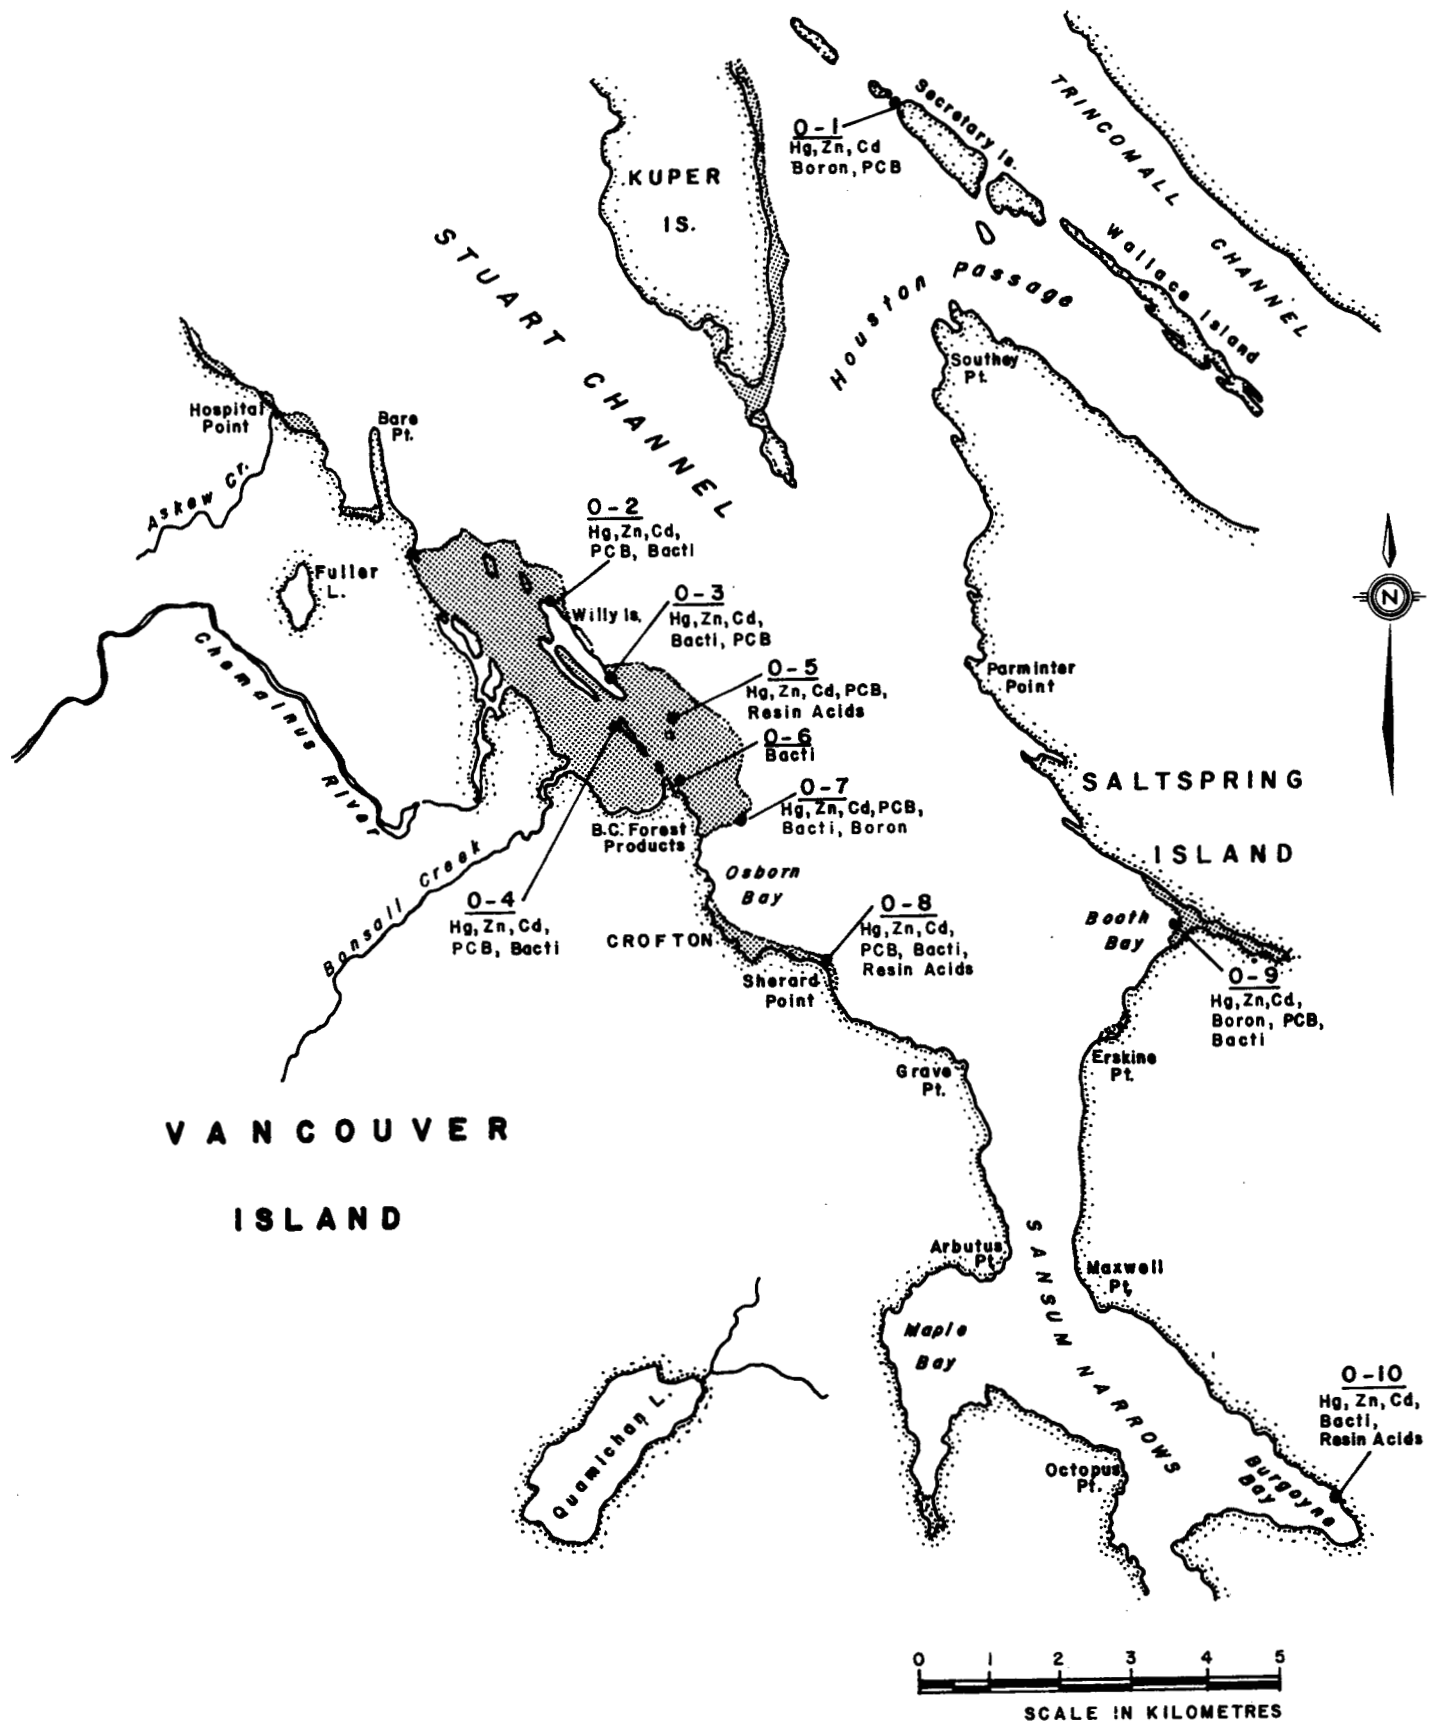 Secretary Is.
TRINCOMALL CHANNEL
O-1
Hg, Zn, Cd
Boron, PCB
KUPER
IS.
STUART CHANNEL
Wallace Island
Houston Passage
Southey
Pt.
Hospital
Point
Bare
Pt.
Askew Cr.
O-2
Hg, Zn, Cd,
PCB, Bacti
Fuller
L.
O-3
Hg, Zn, Cd,
Bacti, PCB
Willy Is.
N
Chemainus River
O-5
Hg, Zn, Cd, PCB,
Resin Acids
Parminter
Point
O-6
Bacti
SALTSPRING
ISLAND
O-7
Hg, Zn, Cd, PCB,
Bacti, Boron
B.C. Forest
Products
Bonsall Creek
Osborn
Bay
O-4
Hg, Zn, Cd,
PCB, Bacti
CROFTON
O-8
Hg, Zn, Cd,
PCB, Bacti,
Resin Acids
Booth
Bay
Sherard
Point
O-9
Hg, Zn, Cd,
Boron, PCB,
Bacti
Erskine
Pt.
Grave
Pt.
VANCOUVER
ISLAND
SANSUM NARROWS
Arbutus
Pt.
Maxwell
Pt.
Maple
Bay
O-10
Hg, Zn, Cd,
Bacti,
Resin Acids
Quamichan L.
Octopus
Pt.
Burgoyne
Bay
0 1 2 3 4 5
SCALE IN KILOMETRES